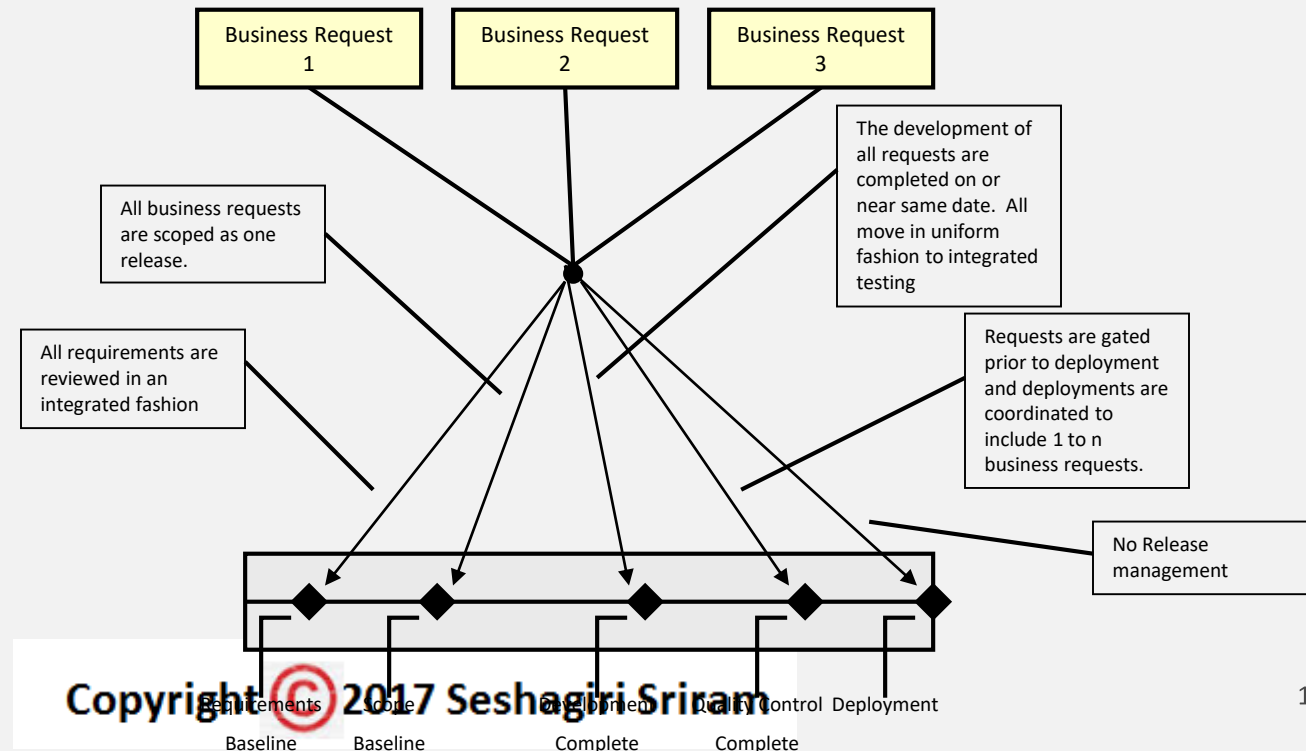 Business Request
1
Business Request
2
Business Request
3
The development of
all requests are
completed on or
near same date.  All
move in uniform
fashion to integrated
testing
All business requests
are scoped as one
release.
All requirements are
reviewed in an
integrated fashion
Requests are gated
prior to deployment
and deployments are
coordinated to
include 1 to n
business requests.
No Release
management
Copyright © 2017 Seshagiri Sriram
Requirements
Baseline
Scope
Baseline
Development
Complete
Quality Control
Complete
Deployment
1